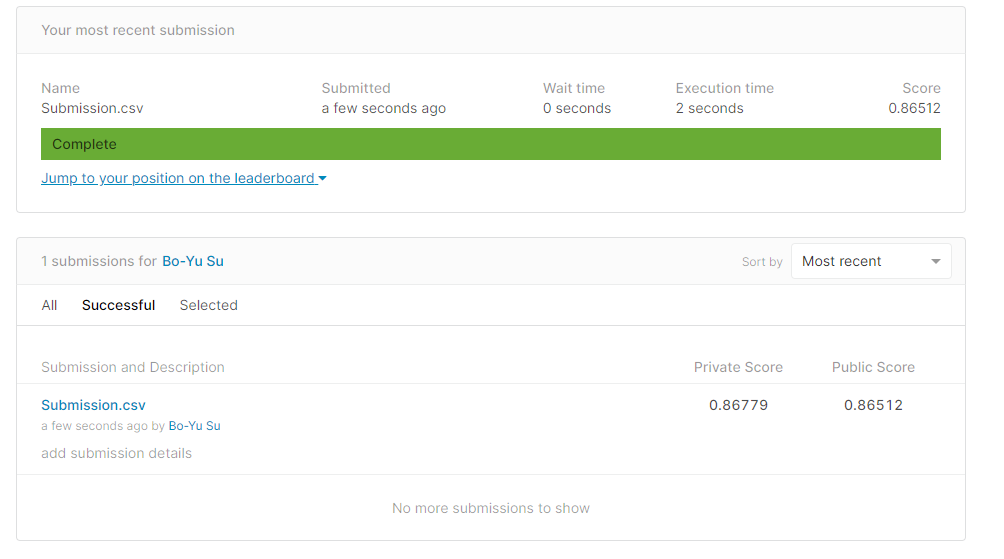 Your most recent submission
Name Submitted Wait time Execution time Score
Submission.csv a few seconds ago 0 seconds 2 seconds 0.86512
Complete
Jump to your position on the leaderboard
1 submissions for Bo-Yu Su Sort by Most recent
All Successful Selected
Submission and Description Private Score Public Score
Submission.csv 0.86779 0.86512
a few seconds ago by Bo-Yu Su
add submission details
No more submissions to show